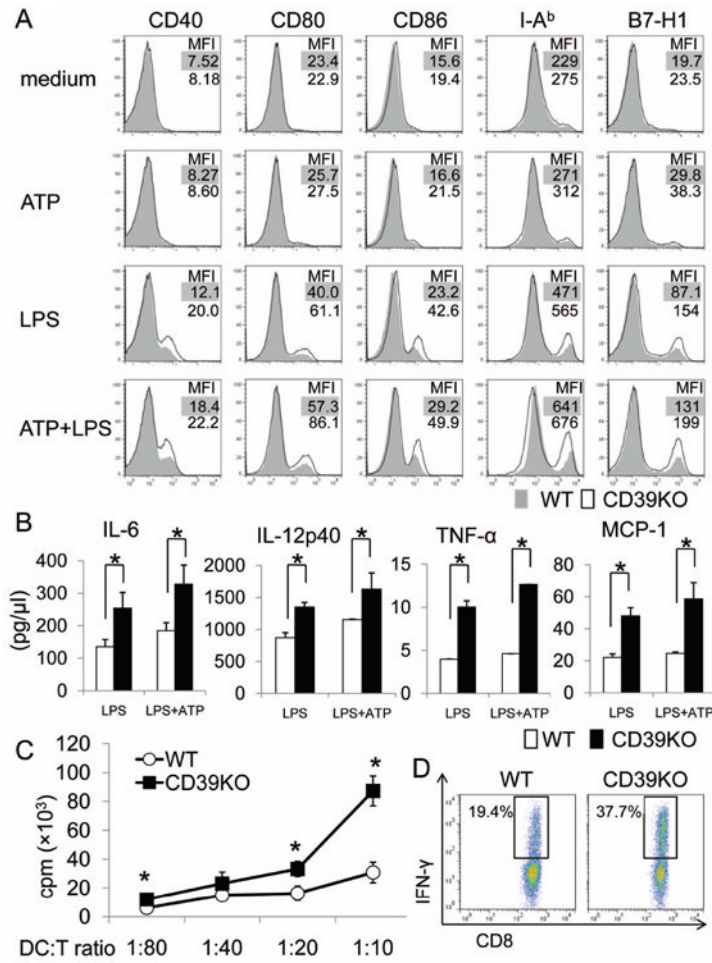 A
CD40 CD80 CD86 I-Aᵇ B7-H1
medium
MFI 7.52 8.18
MFI 23.4 22.9
MFI 15.6 19.4
MFI 229 275
MFI 19.7 23.5
ATP
MFI 8.27 8.60
MFI 25.7 27.5
MFI 16.6 21.5
MFI 271 312
MFI 29.8 38.3
LPS
MFI 12.1 20.0
MFI 40.0 61.1
MFI 23.2 42.6
MFI 471 565
MFI 87.1 154
ATP+LPS
MFI 18.4 22.2
MFI 57.3 86.1
MFI 29.2 49.9
MFI 641 676
MFI 131 199
WT CD39KO
B
IL-6 IL-12p40 TNF-α MCP-1
(pg/μl)
400 300 200 100 0
2000 1500 1000 500 0
15 10 5 0
80 60 40 20 0
* * * * * * * *
LPS LPS+ATP LPS LPS+ATP LPS LPS+ATP LPS LPS+ATP
WT CD39KO
C
cpm (×10³)
120 100 80 60 40 20 0
WT
CD39KO
* * *
DC:T ratio 1:80 1:40 1:20 1:10
D
WT CD39KO
19.4% 37.7%
IFN-γ
CD8